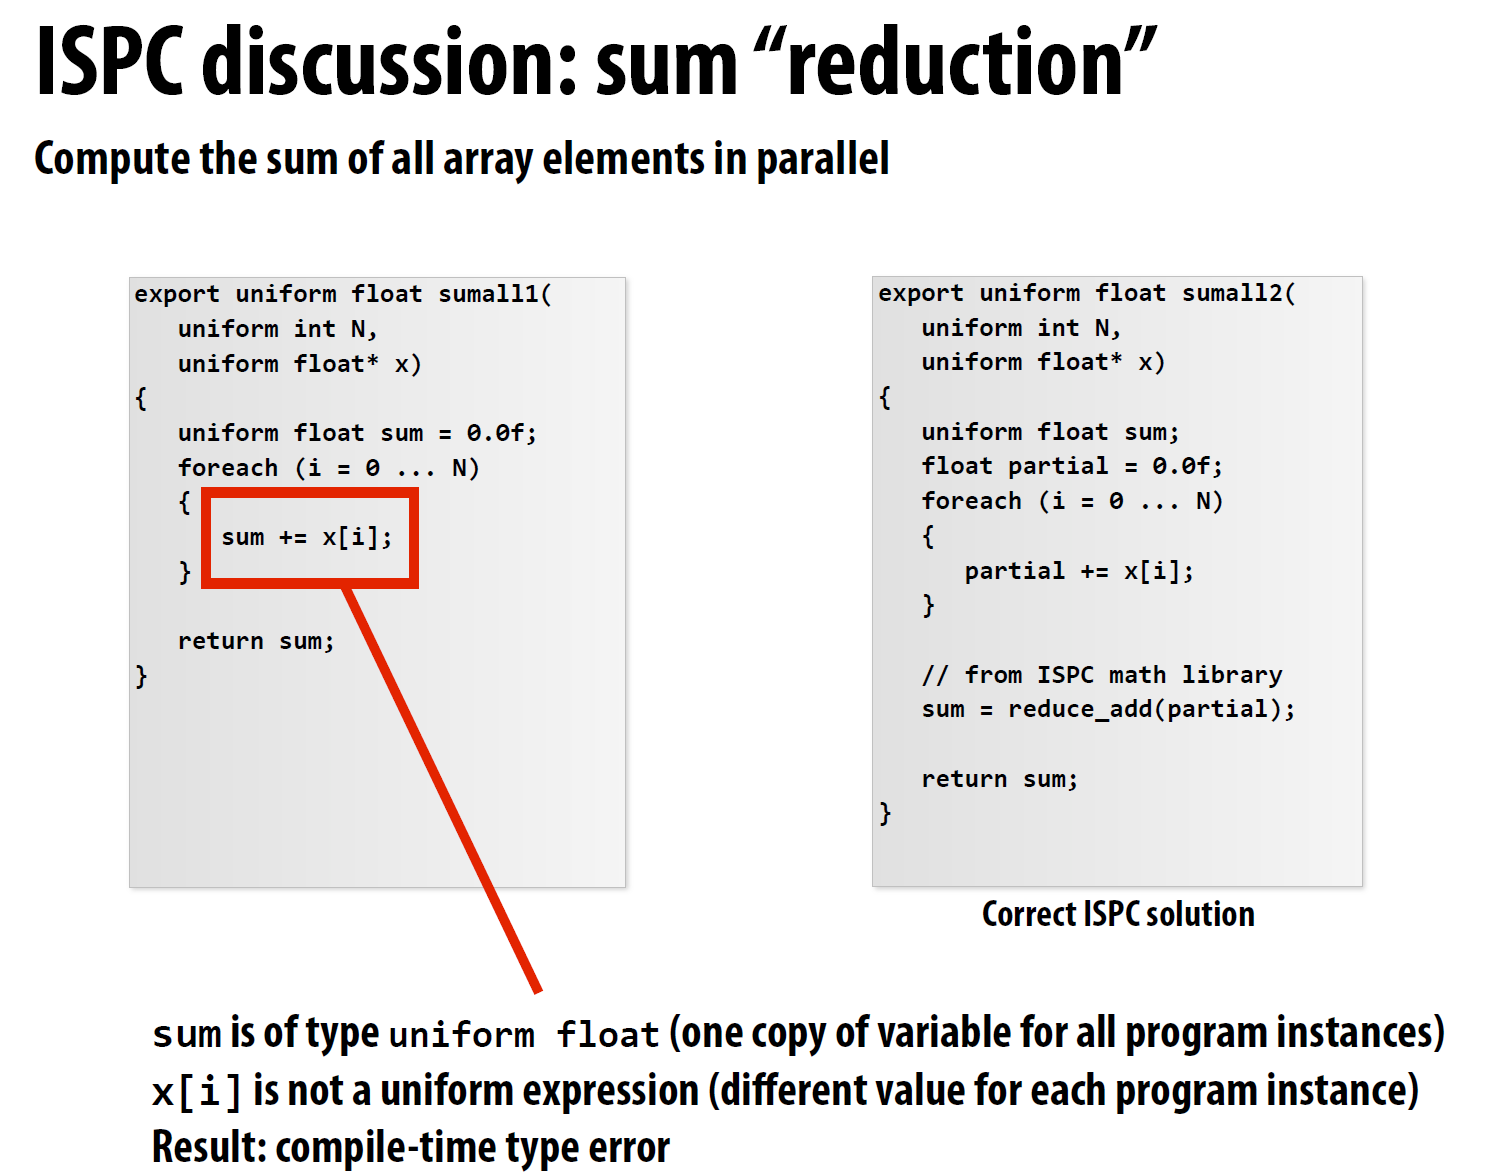 ISPC discussion: sum “reduction”
Compute the sum of all array elements in parallel
export uniform float sumall1(
   uniform int N,
   uniform float* x)
{
   uniform float sum = 0.0f;
   foreach (i = 0 ... N)
   {
      sum += x[i];
   }
   return sum;
}
export uniform float sumall2(
   uniform int N,
   uniform float* x)
{
   uniform float sum;
   float partial = 0.0f;
   foreach (i = 0 ... N)
   {
      partial += x[i];
   }
   // from ISPC math library
   sum = reduce_add(partial);
   return sum;
}
Correct ISPC solution
sum is of type uniform float (one copy of variable for all program instances)
x[i] is not a uniform expression (different value for each program instance)
Result: compile-time type error